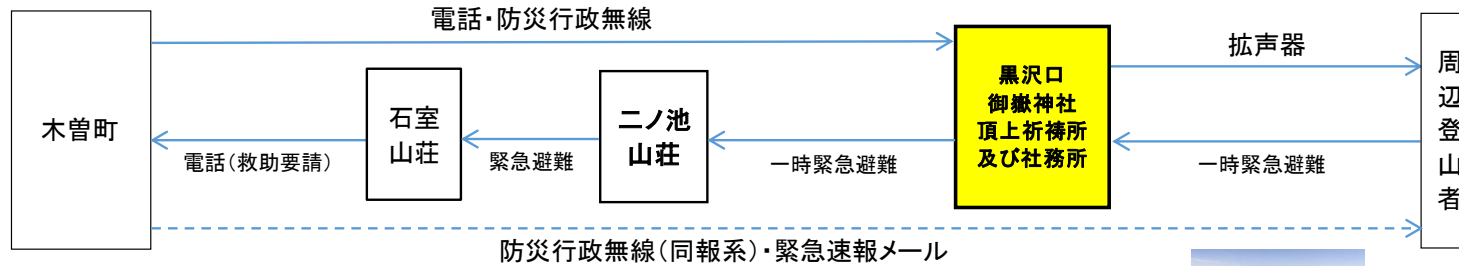 電話・防災行政無線
拡声器
木曽町
石室
山荘
二ノ池
山荘
黒沢口
御嶽神社
頂上祈祷所
及び社務所
周
辺
登
山
者
電話(救助要請)
緊急避難
一時緊急避難
一時緊急避難
防災行政無線(同報系)・緊急速報メール